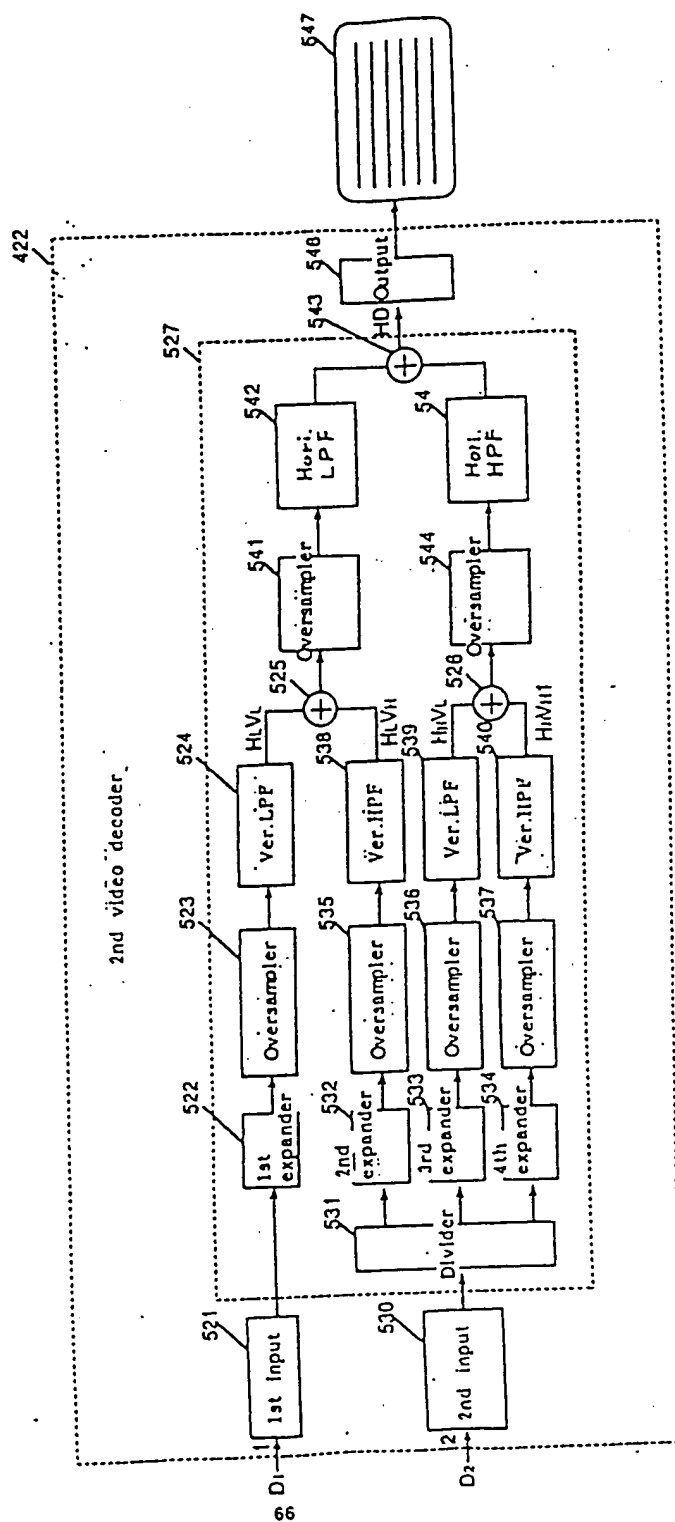 2nd video decoder
422
D1
1
521
1st input
522
1st
expander
523
Oversampler
524
Ver.LPF
HLVL
525
541
Oversampler
542
Hori.
LPF
527
543
HD Output
546
547
D2
2
530
2nd input
531
Divider
532
2nd
expander
535
Oversampler
538
Ver.HPF
HLVH
533
3rd
expander
536
Oversampler
539
Ver.LPF
HHVL
526
544
Oversampler
54
Hori.
HPF
534
4th
expander
537
Oversampler
540
Ver.HPF
HHVH
66